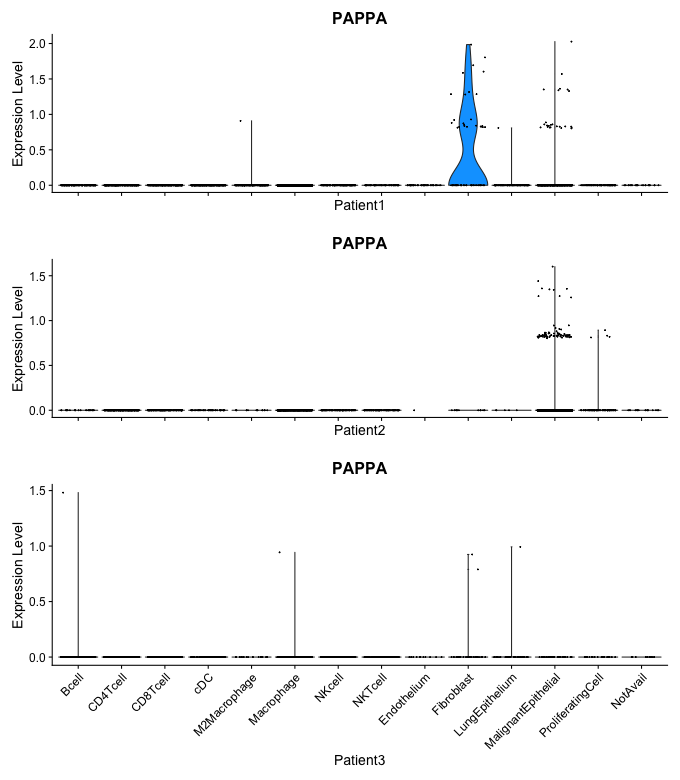 PAPPA
Expression Level
2.0
1.5
1.0
0.5
0.0
Patient1
PAPPA
Expression Level
1.5
1.0
0.5
0.0
Patient2
PAPPA
Expression Level
1.5
1.0
0.5
0.0
Bcell
CD4Tcell
CD8Tcell
cDC
M2Macrophage
Macrophage
NKcell
NKTcell
Endothelium
Fibroblast
LungEpithelium
MalignantEpithelial
ProliferatingCell
NotAvail
Patient3